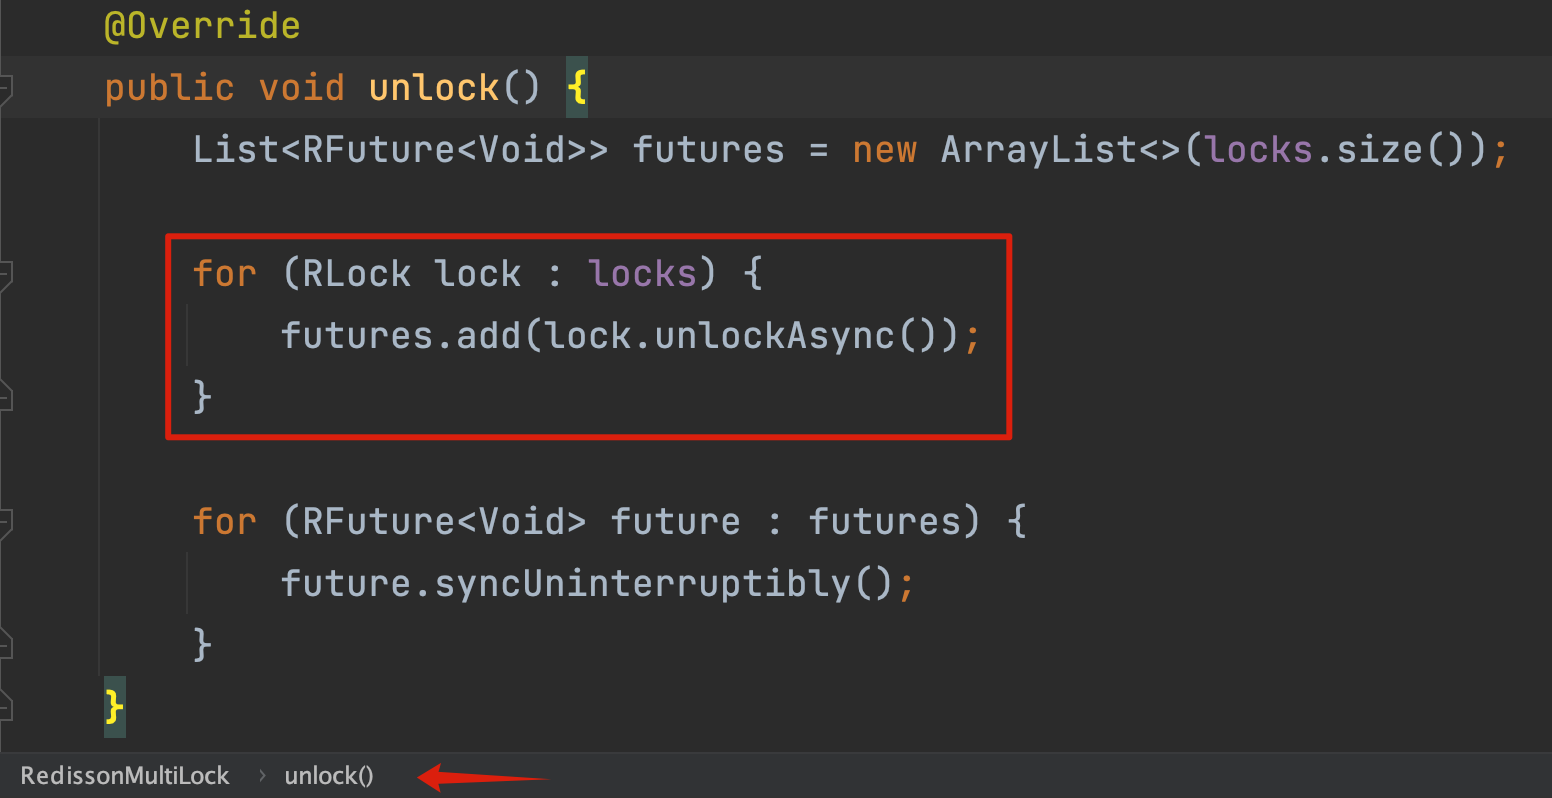 @Override
public void unlock() {
List<RFuture<Void>> futures = new ArrayList<>(locks.size());
for (RLock lock : locks) {
futures.add(lock.unlockAsync());
}
for (RFuture<Void> future : futures) {
future.syncUninterruptibly();
}
}
RedissonMultiLock › unlock()